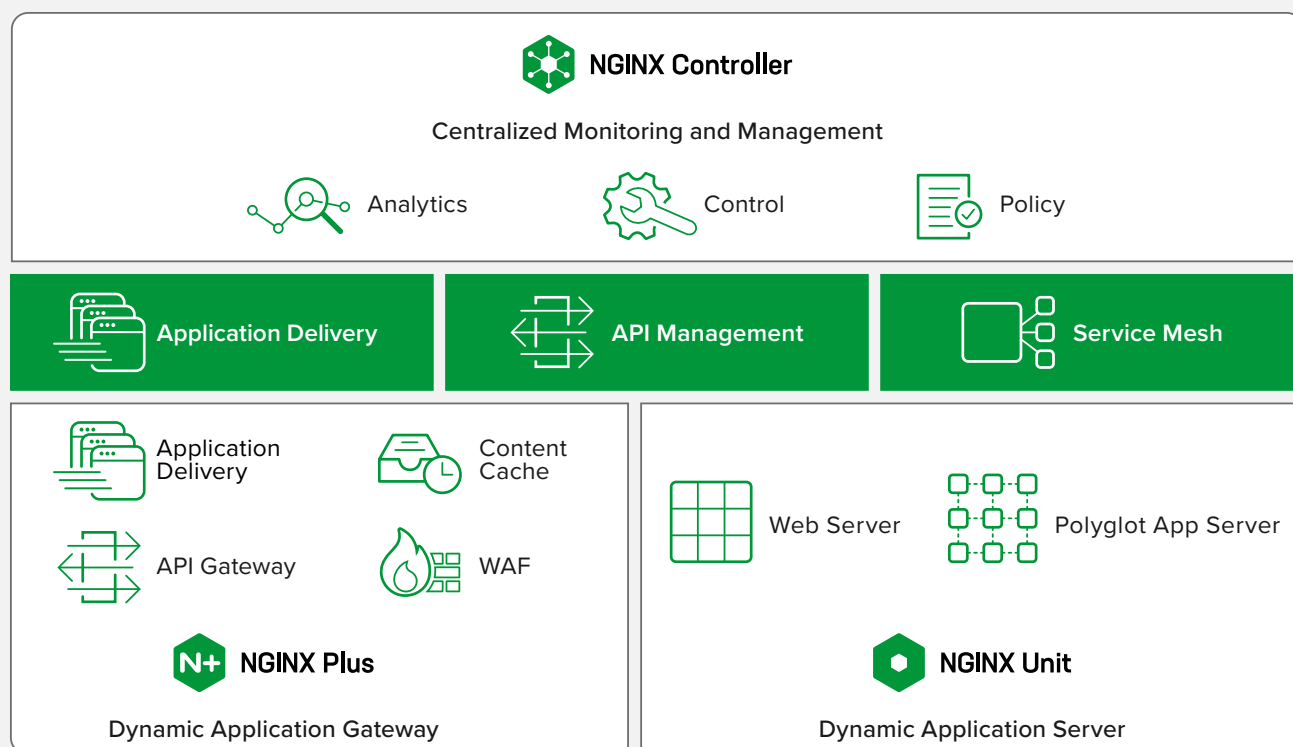 NGINX Controller
Centralized Monitoring and Management
Analytics
Control
Policy
Application Delivery
API Management
Service Mesh
Application
Delivery
Content
Cache
API Gateway
WAF
N+ NGINX Plus
Dynamic Application Gateway
Web Server
Polyglot App Server
NGINX Unit
Dynamic Application Server